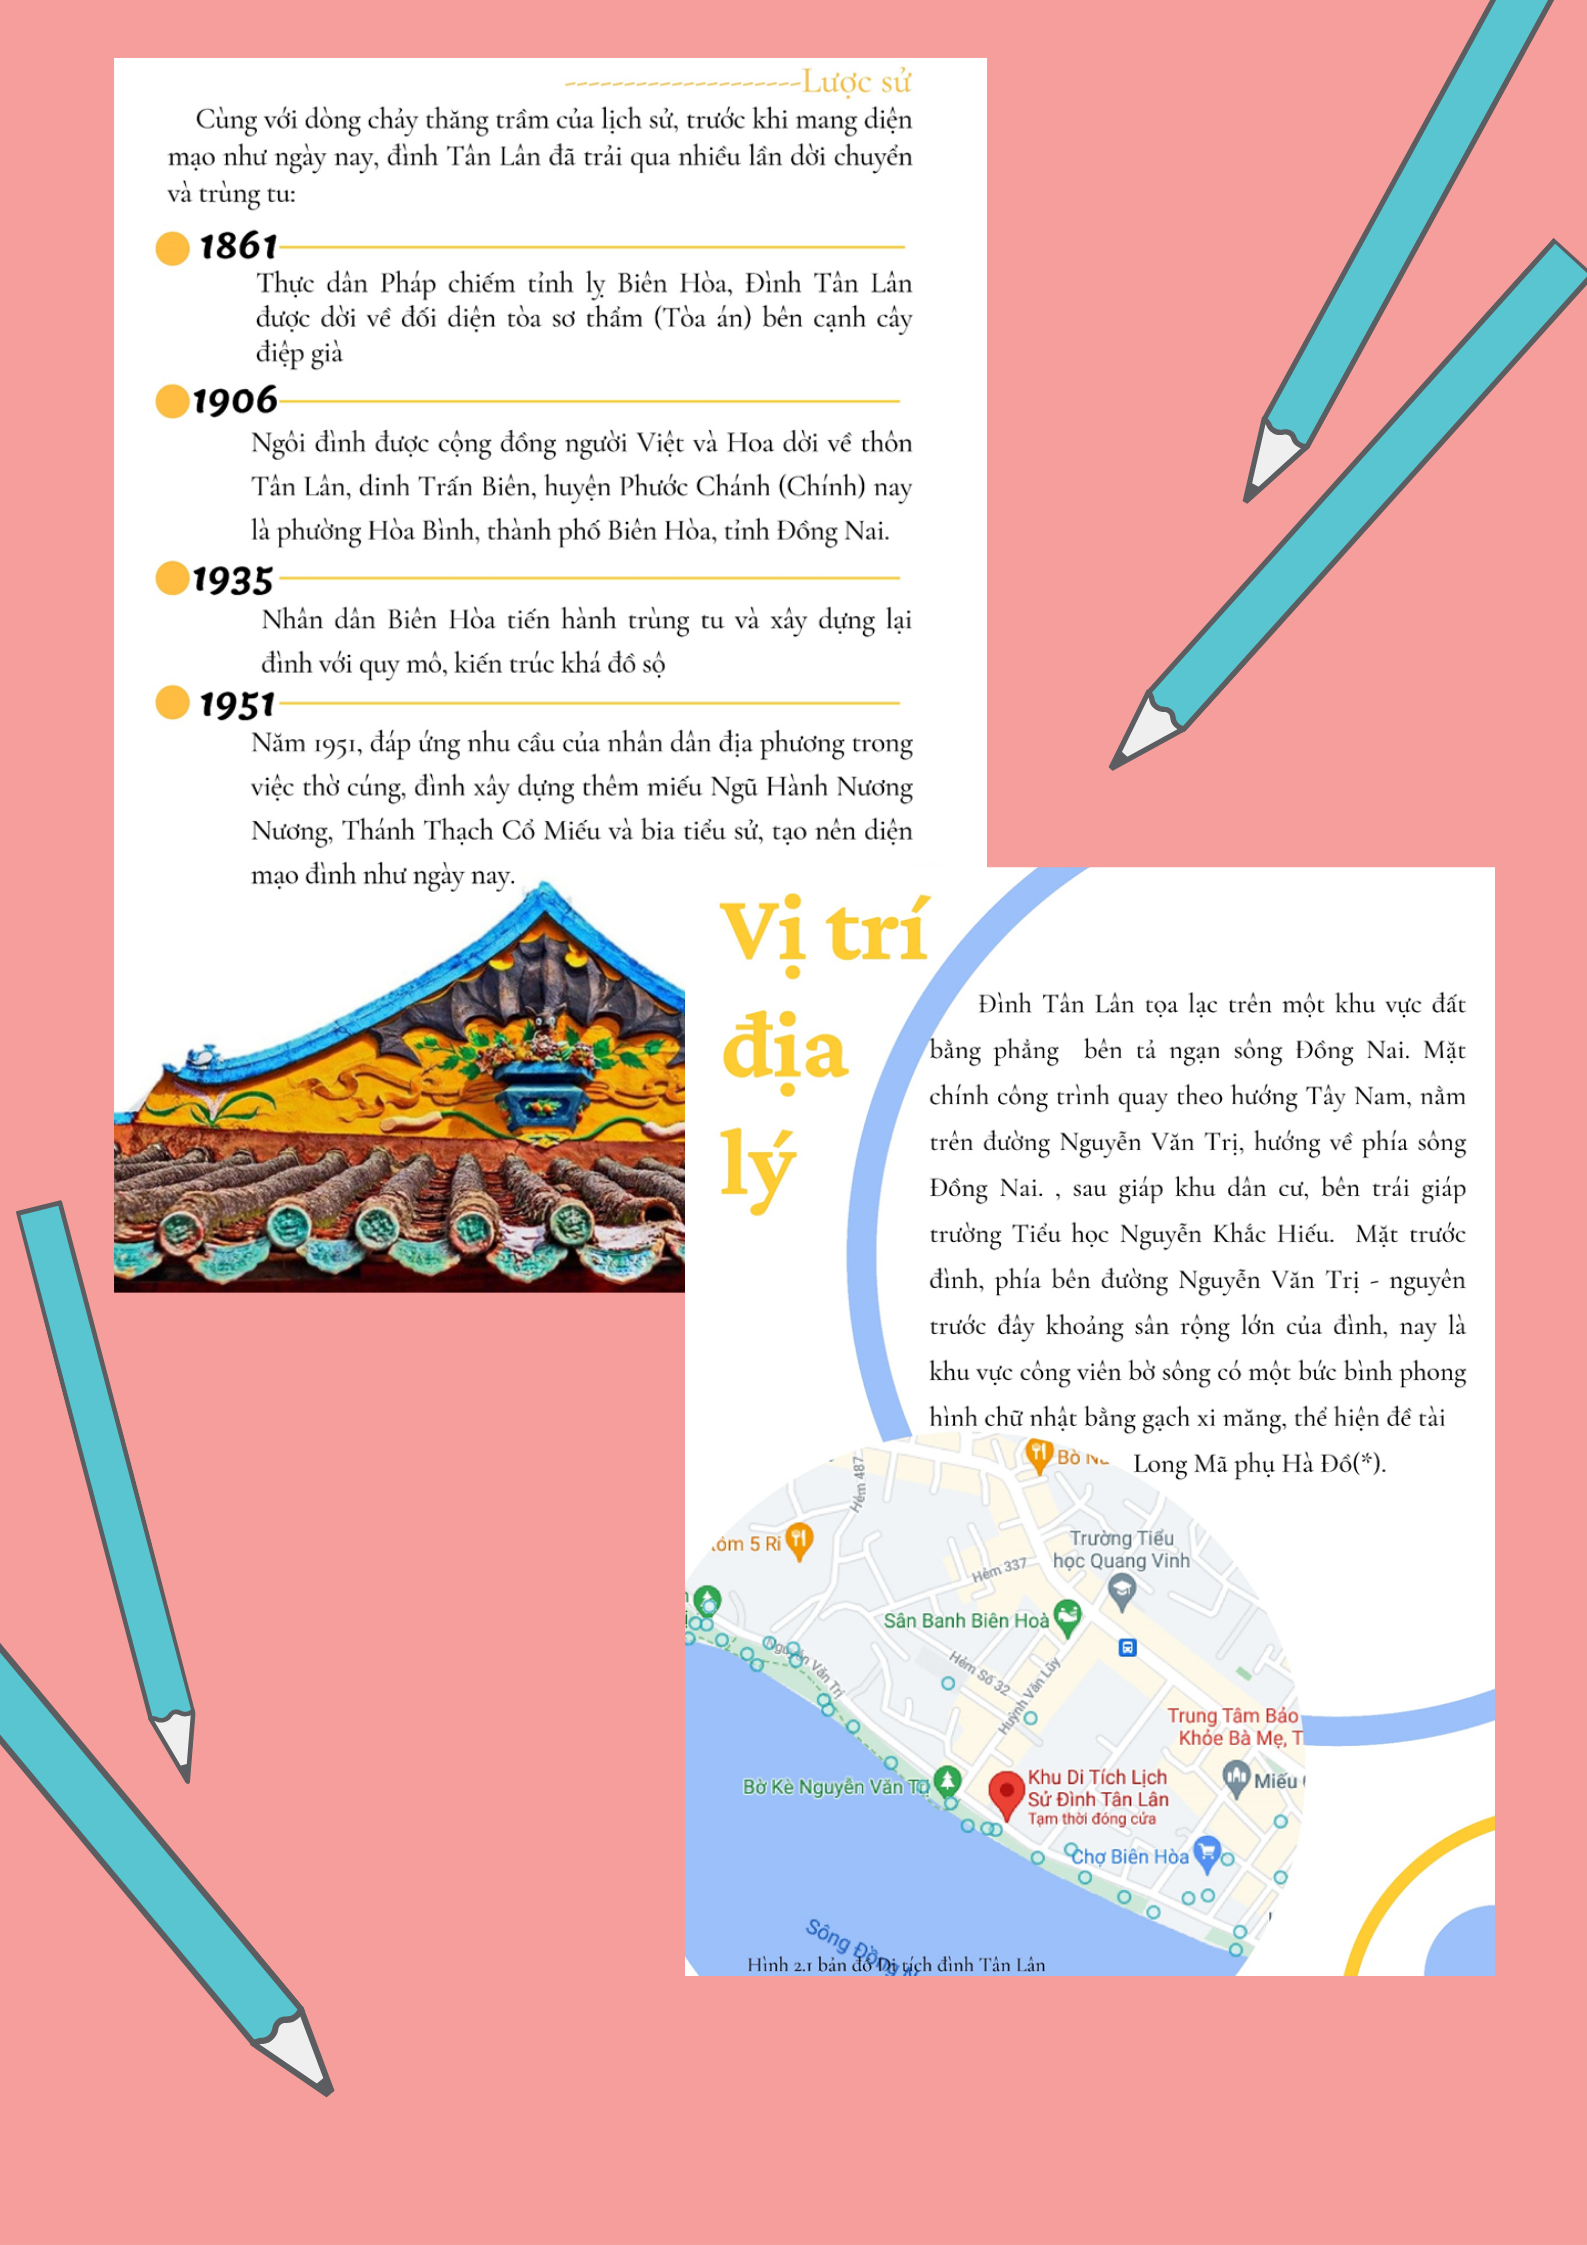 --------------------Lược sử
Cùng với dòng chảy thăng trầm của lịch sử, trước khi mang diện
mạo như ngày nay, đình Tân Lân đã trải qua nhiều lần dời chuyển
và trùng tu:
1861
Thực dân Pháp chiếm tỉnh lỵ Biên Hòa, Đình Tân Lân
được dời về đối diện tòa sơ thẩm (Tòa án) bên cạnh cây
điệp già
1906
Ngôi đình được cộng đồng người Việt và Hoa dời về thôn
Tân Lân, dinh Trấn Biên, huyện Phước Chánh (Chính) nay
là phường Hòa Bình, thành phố Biên Hòa, tỉnh Đồng Nai.
1935
Nhân dân Biên Hòa tiến hành trùng tu và xây dựng lại
đình với quy mô, kiến trúc khá đồ sộ
1951
Năm 1951, đáp ứng nhu cầu của nhân dân địa phương trong
việc thờ cúng, đình xây dựng thêm miếu Ngũ Hành Nương
Nương, Thánh Thạch Cổ Miếu và bia tiểu sử, tạo nên diện
mạo đình như ngày nay.
Vị trí
địa
lý
Đình Tân Lân tọa lạc trên một khu vực đất
bằng phẳng bên tả ngạn sông Đồng Nai. Mặt
chính công trình quay theo hướng Tây Nam, nằm
trên đường Nguyễn Văn Trị, hướng về phía sông
Đồng Nai. , sau giáp khu dân cư, bên trái giáp
trường Tiểu học Nguyễn Khắc Hiếu. Mặt trước
đình, phía bên đường Nguyễn Văn Trị - nguyên
trước đây khoảng sân rộng lớn của đình, nay là
khu vực công viên bờ sông có một bức bình phong
hình chữ nhật bằng gạch xi măng, thể hiện đề tài
Long Mã phụ Hà Đồ(*).
Bò
Hẻm 487
óm 5 Ri
Trường Tiểu
học Quang Vinh
Hẻm 337
Sân Banh Biên Hoà
Nguyễn Văn Trị
Hẻm Số 32
Huỳnh Văn Lũy
Trung Tâm Bảo
Khỏe Bà Mẹ, T
Khu Di Tích Lịch
Sử Đình Tân Lân
Tạm thời đóng cửa
Miếu
Bờ Kè Nguyễn Văn Trị
Chợ Biên Hòa
Sông Đồng
Hình 2.1 bản đồ Di tích đình Tân Lân